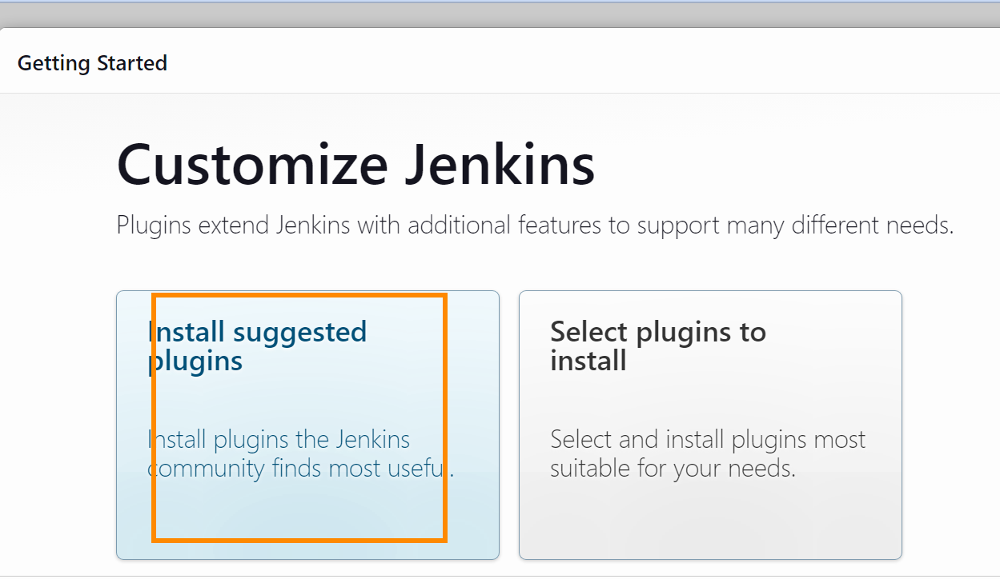 Getting Started
Customize Jenkins
Plugins extend Jenkins with additional features to support many different needs.
Install suggested
plugins
Install plugins the Jenkins
community finds most useful.
Select plugins to
install
Select and install plugins most
suitable for your needs.